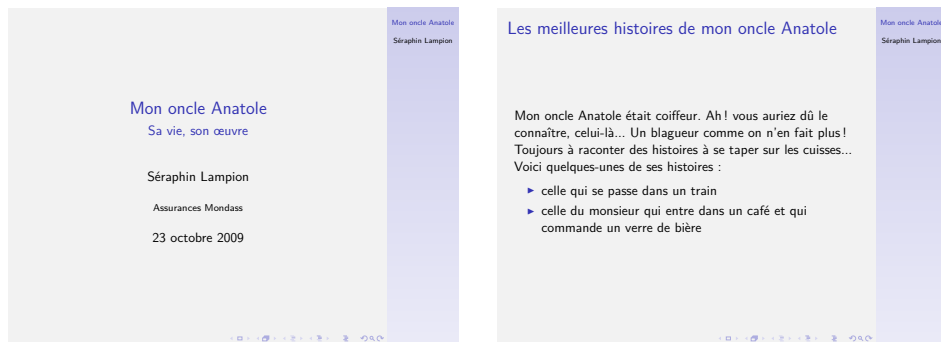 Mon oncle Anatole
Sa vie, son œuvre
Séraphin Lampion
Assurances Mondass
23 octobre 2009
Mon oncle Anatole
Séraphin Lampion
Les meilleures histoires de mon oncle Anatole
Mon oncle Anatole était coiffeur. Ah ! vous auriez dû le
connaître, celui-là... Un blagueur comme on n'en fait plus !
Toujours à raconter des histoires à se taper sur les cuisses...
Voici quelques-unes de ses histoires :
► celle qui se passe dans un train
► celle du monsieur qui entre dans un café et qui
commande un verre de bière
Mon oncle Anatole
Séraphin Lampion